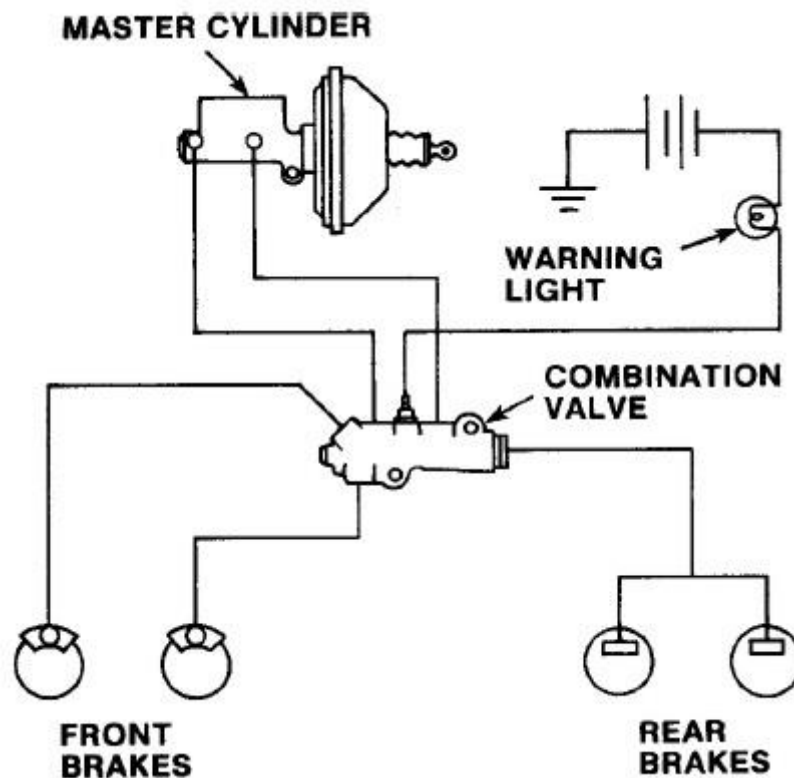 MASTER CYLINDER
WARNING
LIGHT
COMBINATION
VALVE
FRONT
BRAKES
REAR
BRAKES